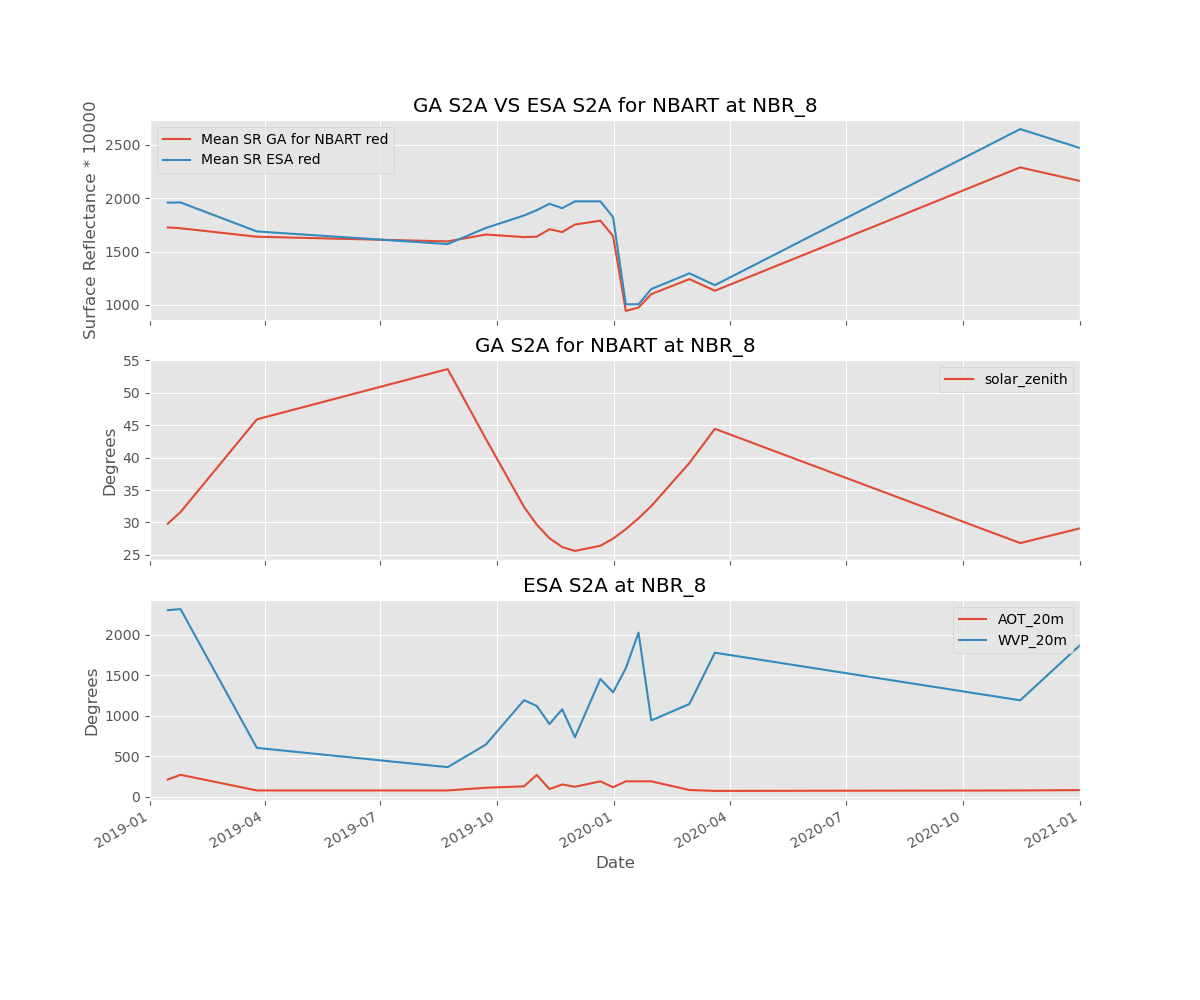 GA S2A VS ESA S2A for NBART at NBR_8
Surface Reflectance * 10000
2500
2000
1500
1000
Mean SR GA for NBART red
Mean SR ESA red
GA S2A for NBART at NBR_8
Degrees
55
50
45
40
35
30
25
solar_zenith
ESA S2A at NBR_8
Degrees
2000
1500
1000
500
0
AOT_20m
WVP_20m
2019-01
2019-04
2019-07
2019-10
2020-01
2020-04
2020-07
2020-10
2021-01
Date